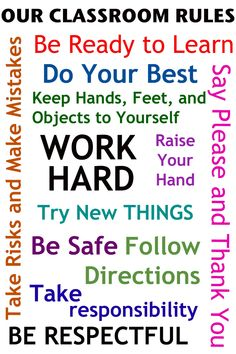 OUR CLASSROOM RULES
Be Ready to Learn
Do Your Best
Keep Hands, Feet, and
Objects to Yourself
WORK
HARD
Raise
Your
Hand
Try New THINGS
Be Safe Follow
Directions
Take
responsibility
BE RESPECTFUL
Take Risks and Make Mistakes
Say Please and Thank You